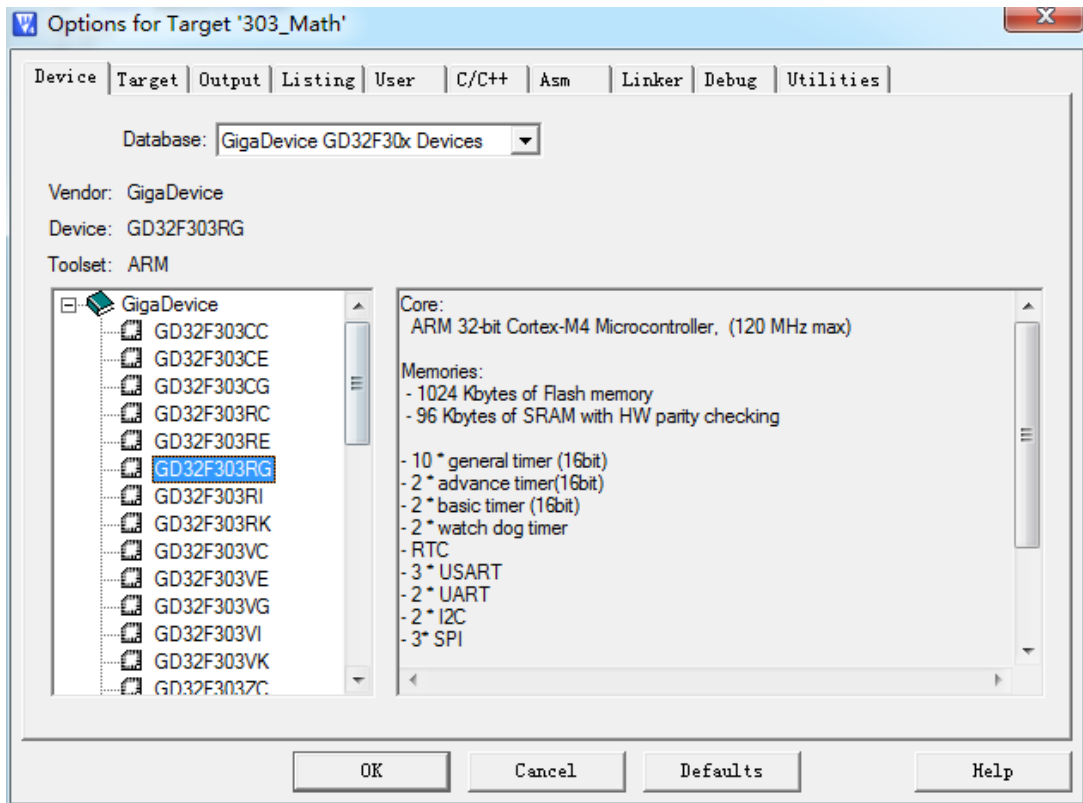 Options for Target '303_Math'
Device Target Output Listing User C/C++ Asm Linker Debug Utilities
Database: GigaDevice GD32F30x Devices
Vendor: GigaDevice
Device: GD32F303RG
Toolset: ARM
GigaDevice
GD32F303CC
GD32F303CE
GD32F303CG
GD32F303RC
GD32F303RE
GD32F303RG
GD32F303RI
GD32F303RK
GD32F303VC
GD32F303VE
GD32F303VG
GD32F303VI
GD32F303VK
GD32F303ZC
Core:
ARM 32-bit Cortex-M4 Microcontroller, (120 MHz max)
Memories:
- 1024 Kbytes of Flash memory
- 96 Kbytes of SRAM with HW parity checking
- 10 * general timer (16bit)
- 2 * advance timer(16bit)
- 2 * basic timer (16bit)
- 2 * watch dog timer
- RTC
- 3 * USART
- 2 * UART
- 2 * I2C
- 3* SPI
OK Cancel Defaults Help